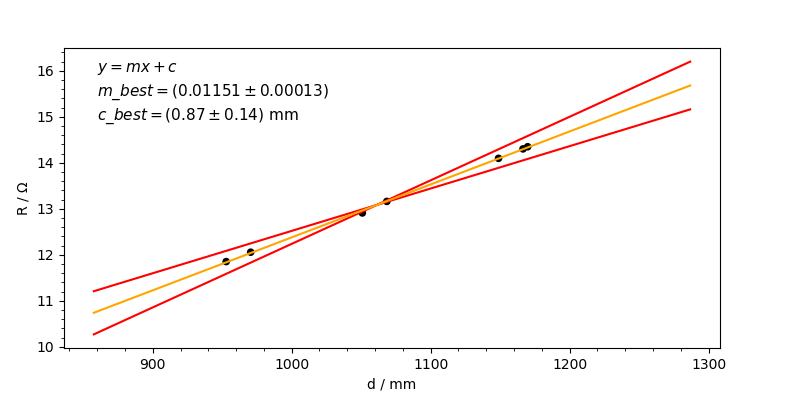 y = mx + c
m_best = (0.01151 ± 0.00013)
c_best = (0.87 ± 0.14) mm
R / Ω
16
15
14
13
12
11
10
900 1000 1100 1200 1300
d / mm